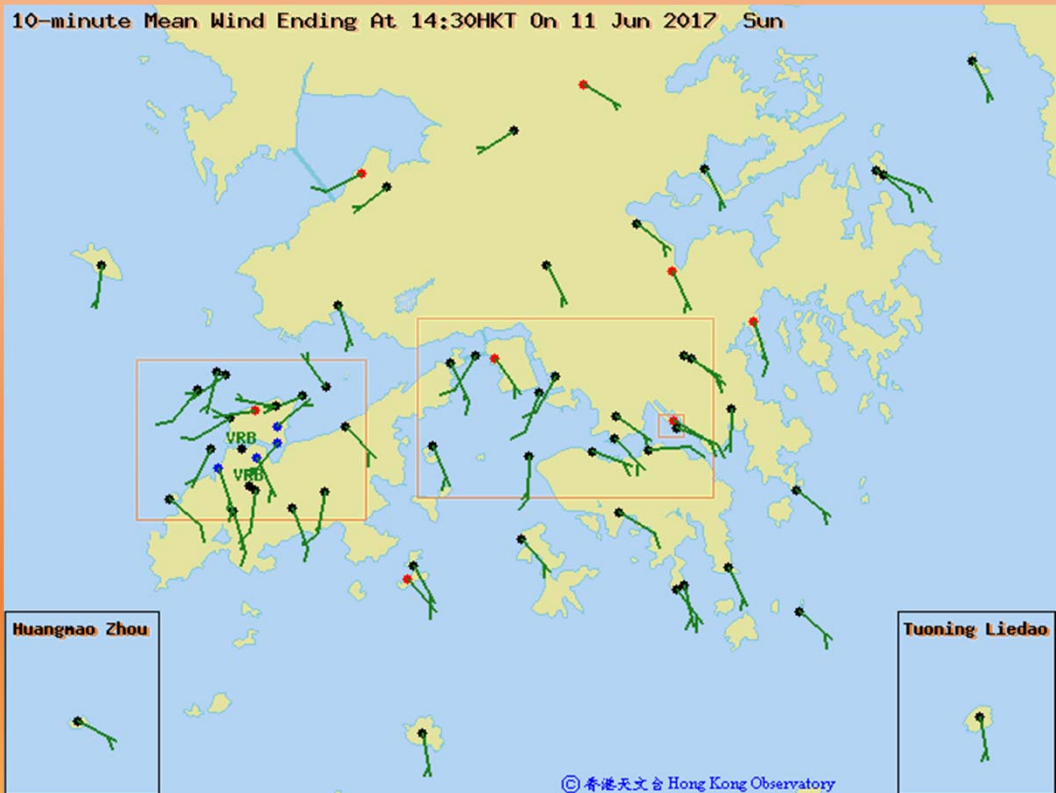 10-minute Mean Wind Ending At 14:30HKT On 11 Jun 2017 Sun
VRB
VRB
Huangmao Zhou
Tuoning Liedao
© 香港天文台 Hong Kong Observatory